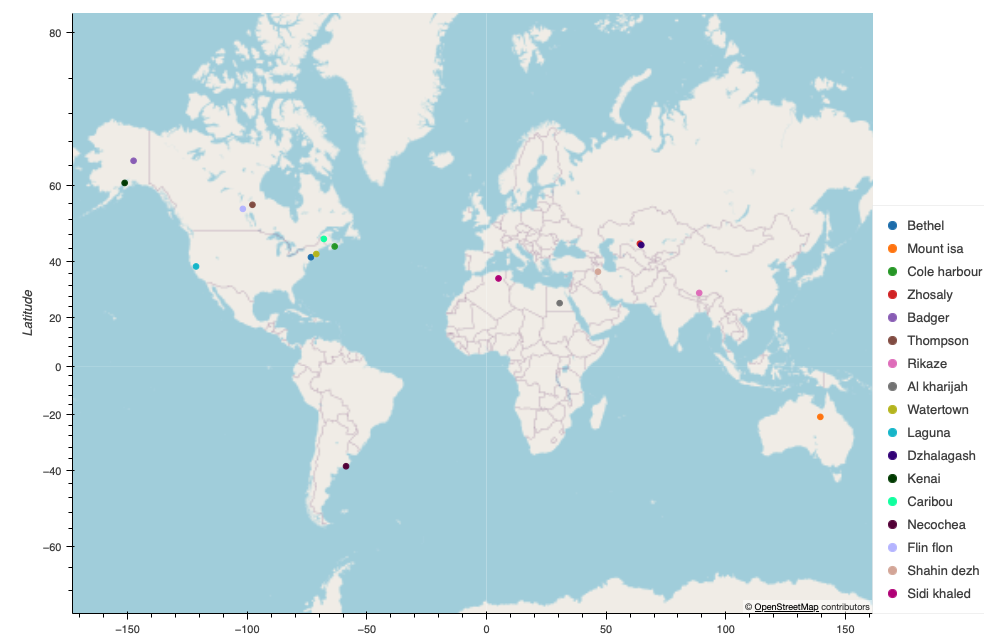 80
60
40
20
0
−20
−40
−60
Latitude
−150
−100
−50
0
50
100
150
© OpenStreetMap contributors
Bethel
Mount isa
Cole harbour
Zhosaly
Badger
Thompson
Rikaze
Al kharijah
Watertown
Laguna
Dzhalagash
Kenai
Caribou
Necochea
Flin flon
Shahin dezh
Sidi khaled